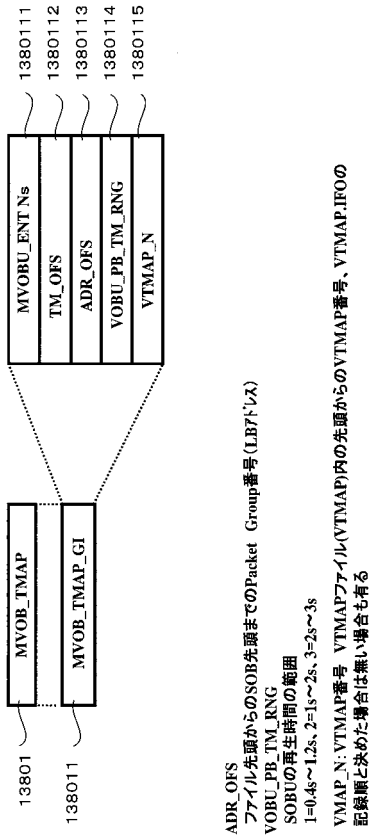 13801
MVOB_TMAP
138011
MVOB_TMAP_GI
MVOBU_ENT Ns
1380111
TM_OFS
1380112
ADR_OFS
1380113
VOBU_PB_TM_RNG
1380114
VTMAP_N
1380115
ADR_OFS
ファイル先頭からのSOB先頭までのPacket Group番号(LBアドレス)
VOBU_PB_TM_RNG
SOBUの再生時間の範囲
1=0.4s～1.2s、2=1s～2s、3=2s～3s
VMAP_N: VTMAP番号 VTMAPファイル(VTMAP)内の先頭からのVTMAP番号、VTMAP.IFOの
記録順と決めた場合は無い場合も有る